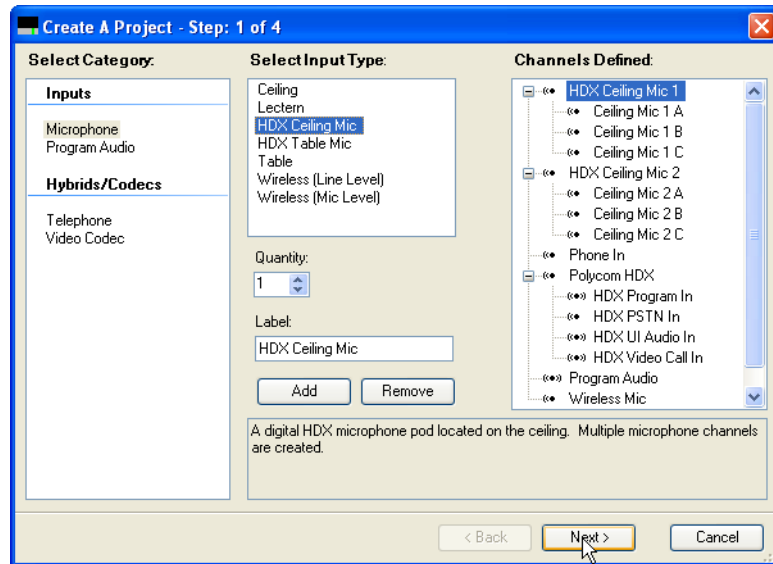 Create A Project - Step: 1 of 4
Select Category:
Inputs
Microphone
Program Audio
Hybrids/Codecs
Telephone
Video Codec
Select Input Type:
Ceiling
Lectern
HDX Ceiling Mic
HDX Table Mic
Table
Wireless (Line Level)
Wireless (Mic Level)
Quantity:
1
Label:
HDX Ceiling Mic
Add
Remove
Channels Defined:
HDX Ceiling Mic 1
Ceiling Mic 1 A
Ceiling Mic 1 B
Ceiling Mic 1 C
HDX Ceiling Mic 2
Ceiling Mic 2 A
Ceiling Mic 2 B
Ceiling Mic 2 C
Phone In
Polycom HDX
HDX Program In
HDX PSTN In
HDX UI Audio In
HDX Video Call In
Program Audio
Wireless Mic
A digital HDX microphone pod located on the ceiling. Multiple microphone channels
are created.
< Back
Next >
Cancel